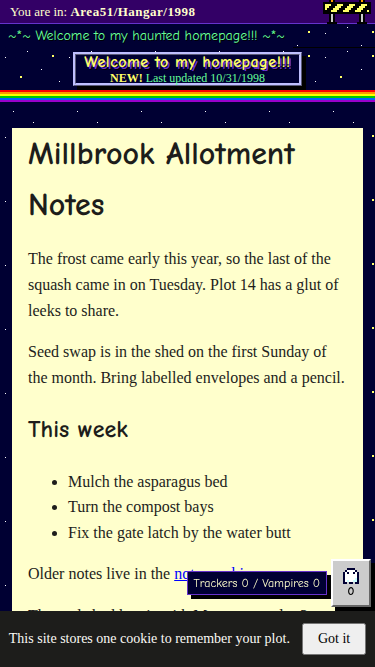 You are in: Area51/Hangar/1998
~*~ Welcome to my haunted homepage!!! ~*~
Welcome to my homepage!!!
NEW! Last updated 10/31/1998
Millbrook Allotment
Notes
The frost came early this year, so the last of the
squash came in on Tuesday. Plot 14 has a glut of
leeks to share.
Seed swap is in the shed on the first Sunday of
the month. Bring labelled envelopes and a pencil.
This week
Mulch the asparagus bed
Turn the compost bays
Fix the gate latch by the water butt
Older notes live in the
Trackers 0 / Vampires 0
0
This site stores one cookie to remember your plot.
Got it